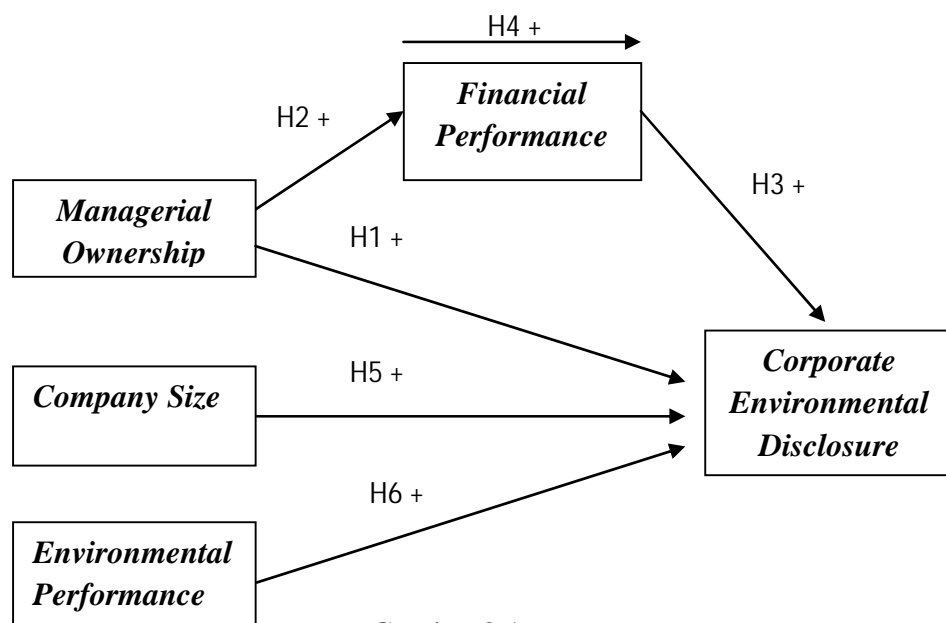 H4 +
Financial
Performance
H2 +
H3 +
Managerial
Ownership
H1 +
Company Size
H5 +
Corporate
Environmental
Disclosure
H6 +
Environmental
Performance